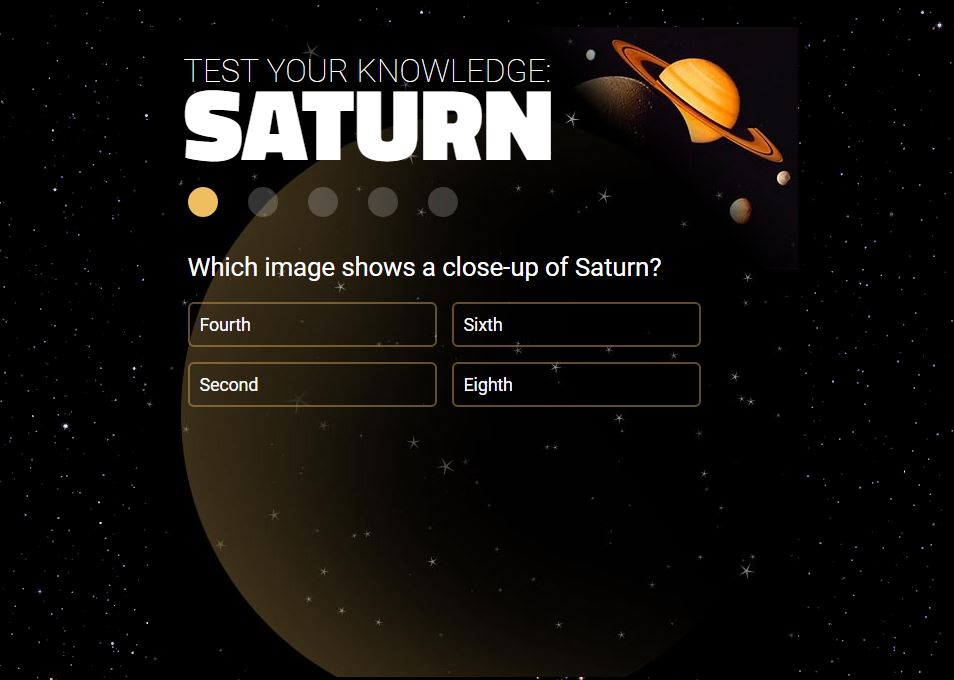 TEST YOUR KNOWLEDGE:
SATURN
Which image shows a close-up of Saturn?
Fourth
Sixth
Second
Eighth